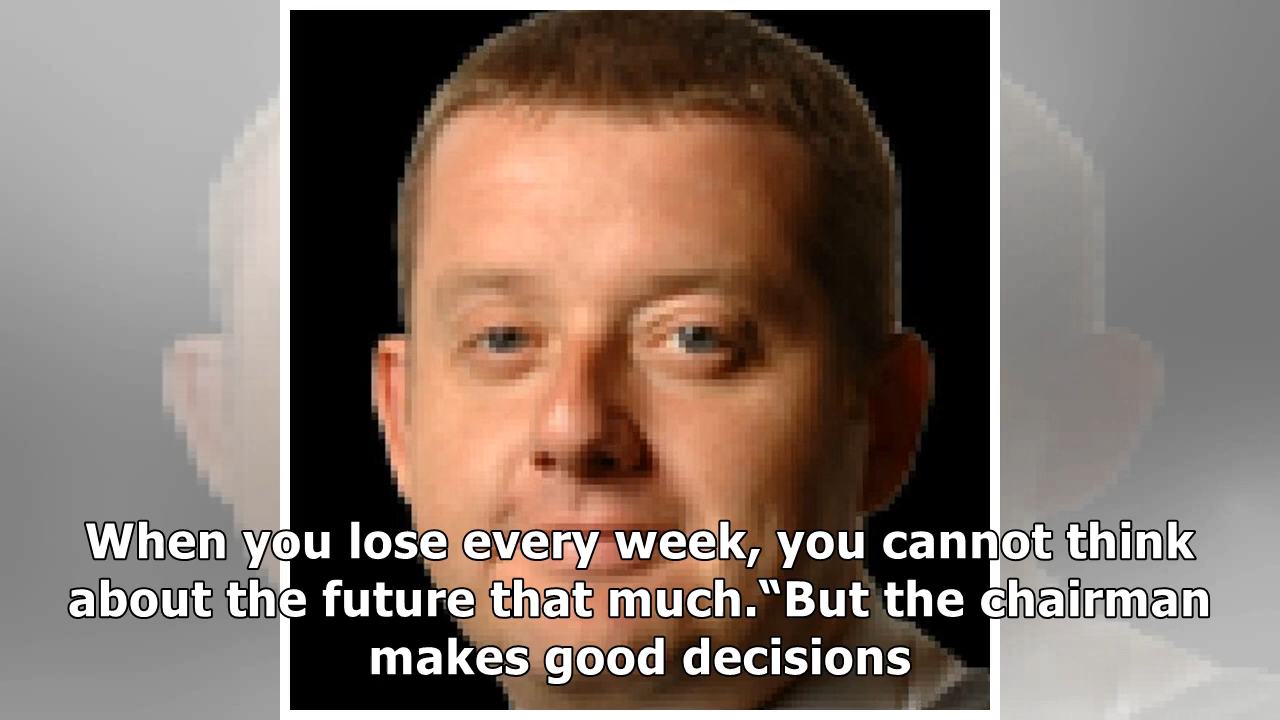 When you lose every week, you cannot think
about the future that much.“But the chairman
makes good decisions